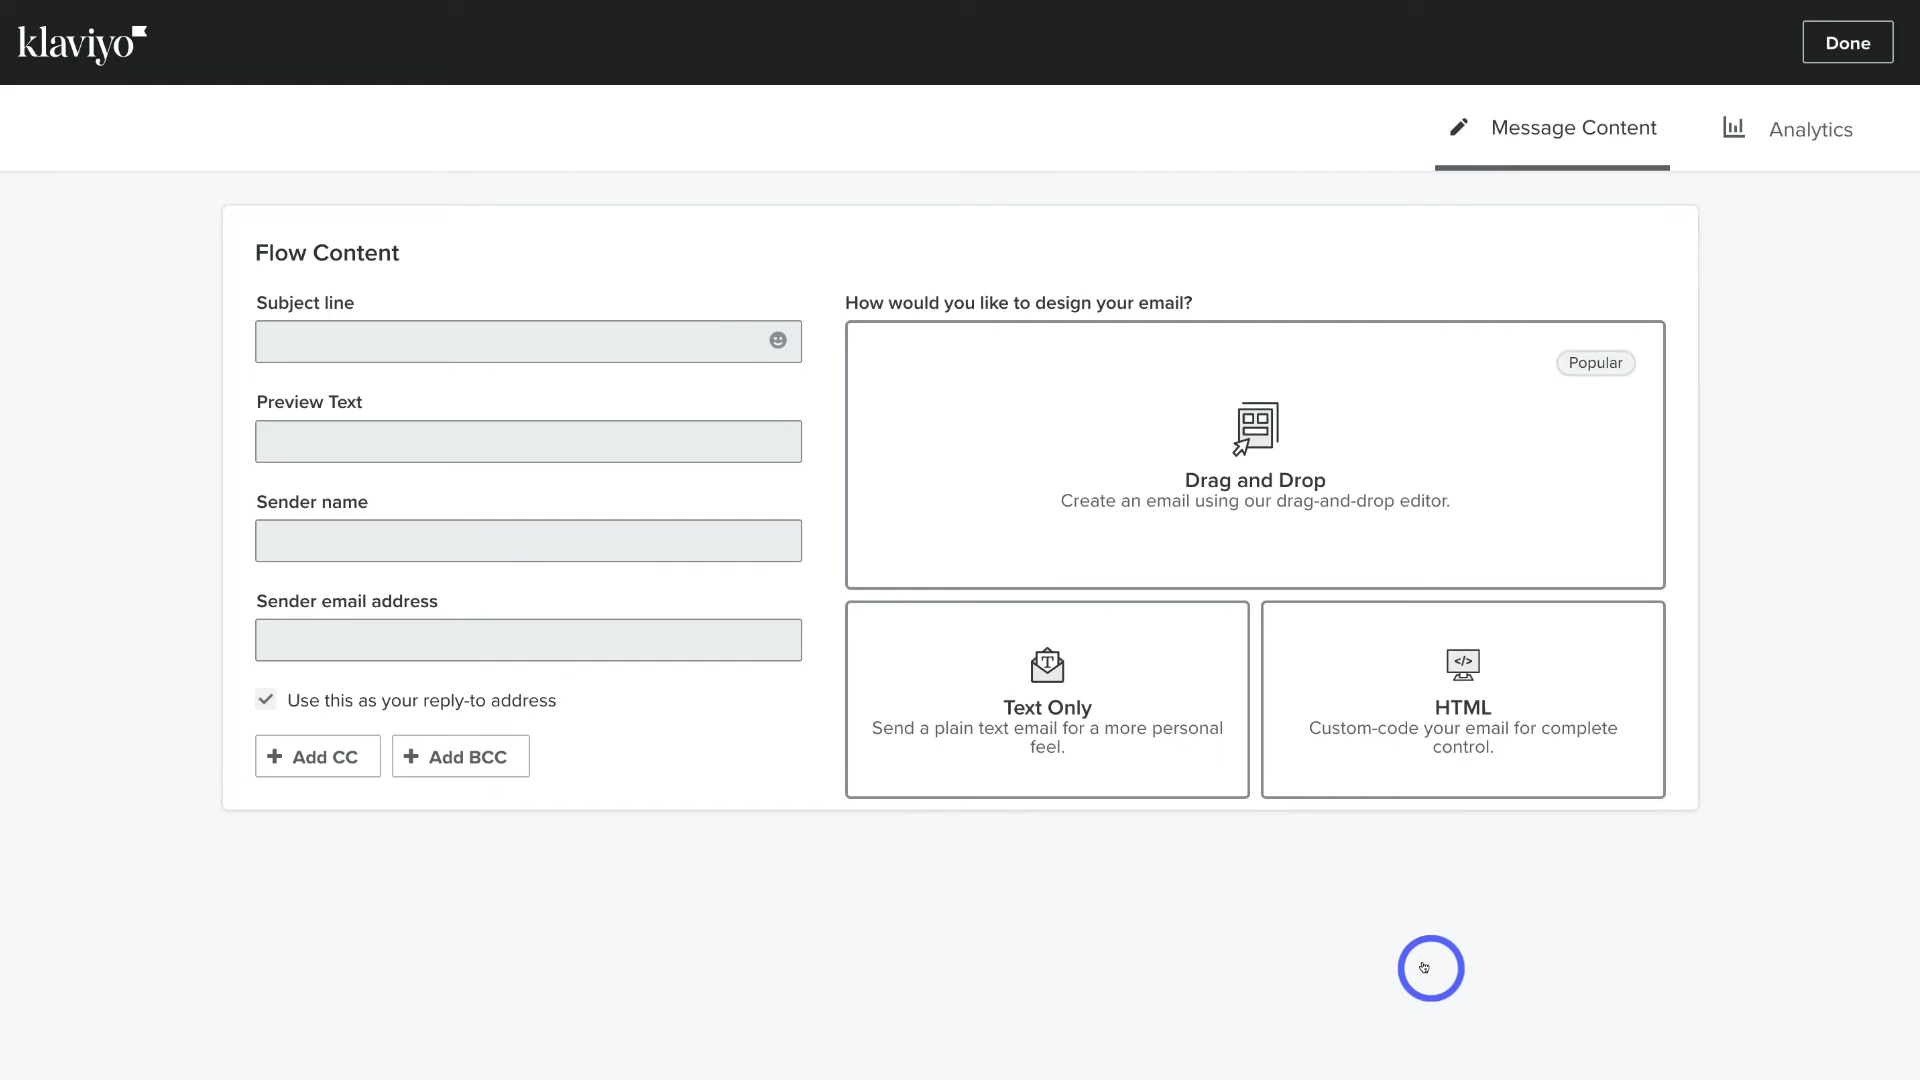 klaviyo
Done
Message Content
Analytics
Flow Content
Subject line
How would you like to design your email?
Popular
Preview Text
Drag and Drop
Create an email using our drag-and-drop editor.
Sender name
Sender email address
Text Only
Send a plain text email for a more personal
feel.
</>
HTML
Custom-code your email for complete
control.
Use this as your reply-to address
+ Add CC
+ Add BCC